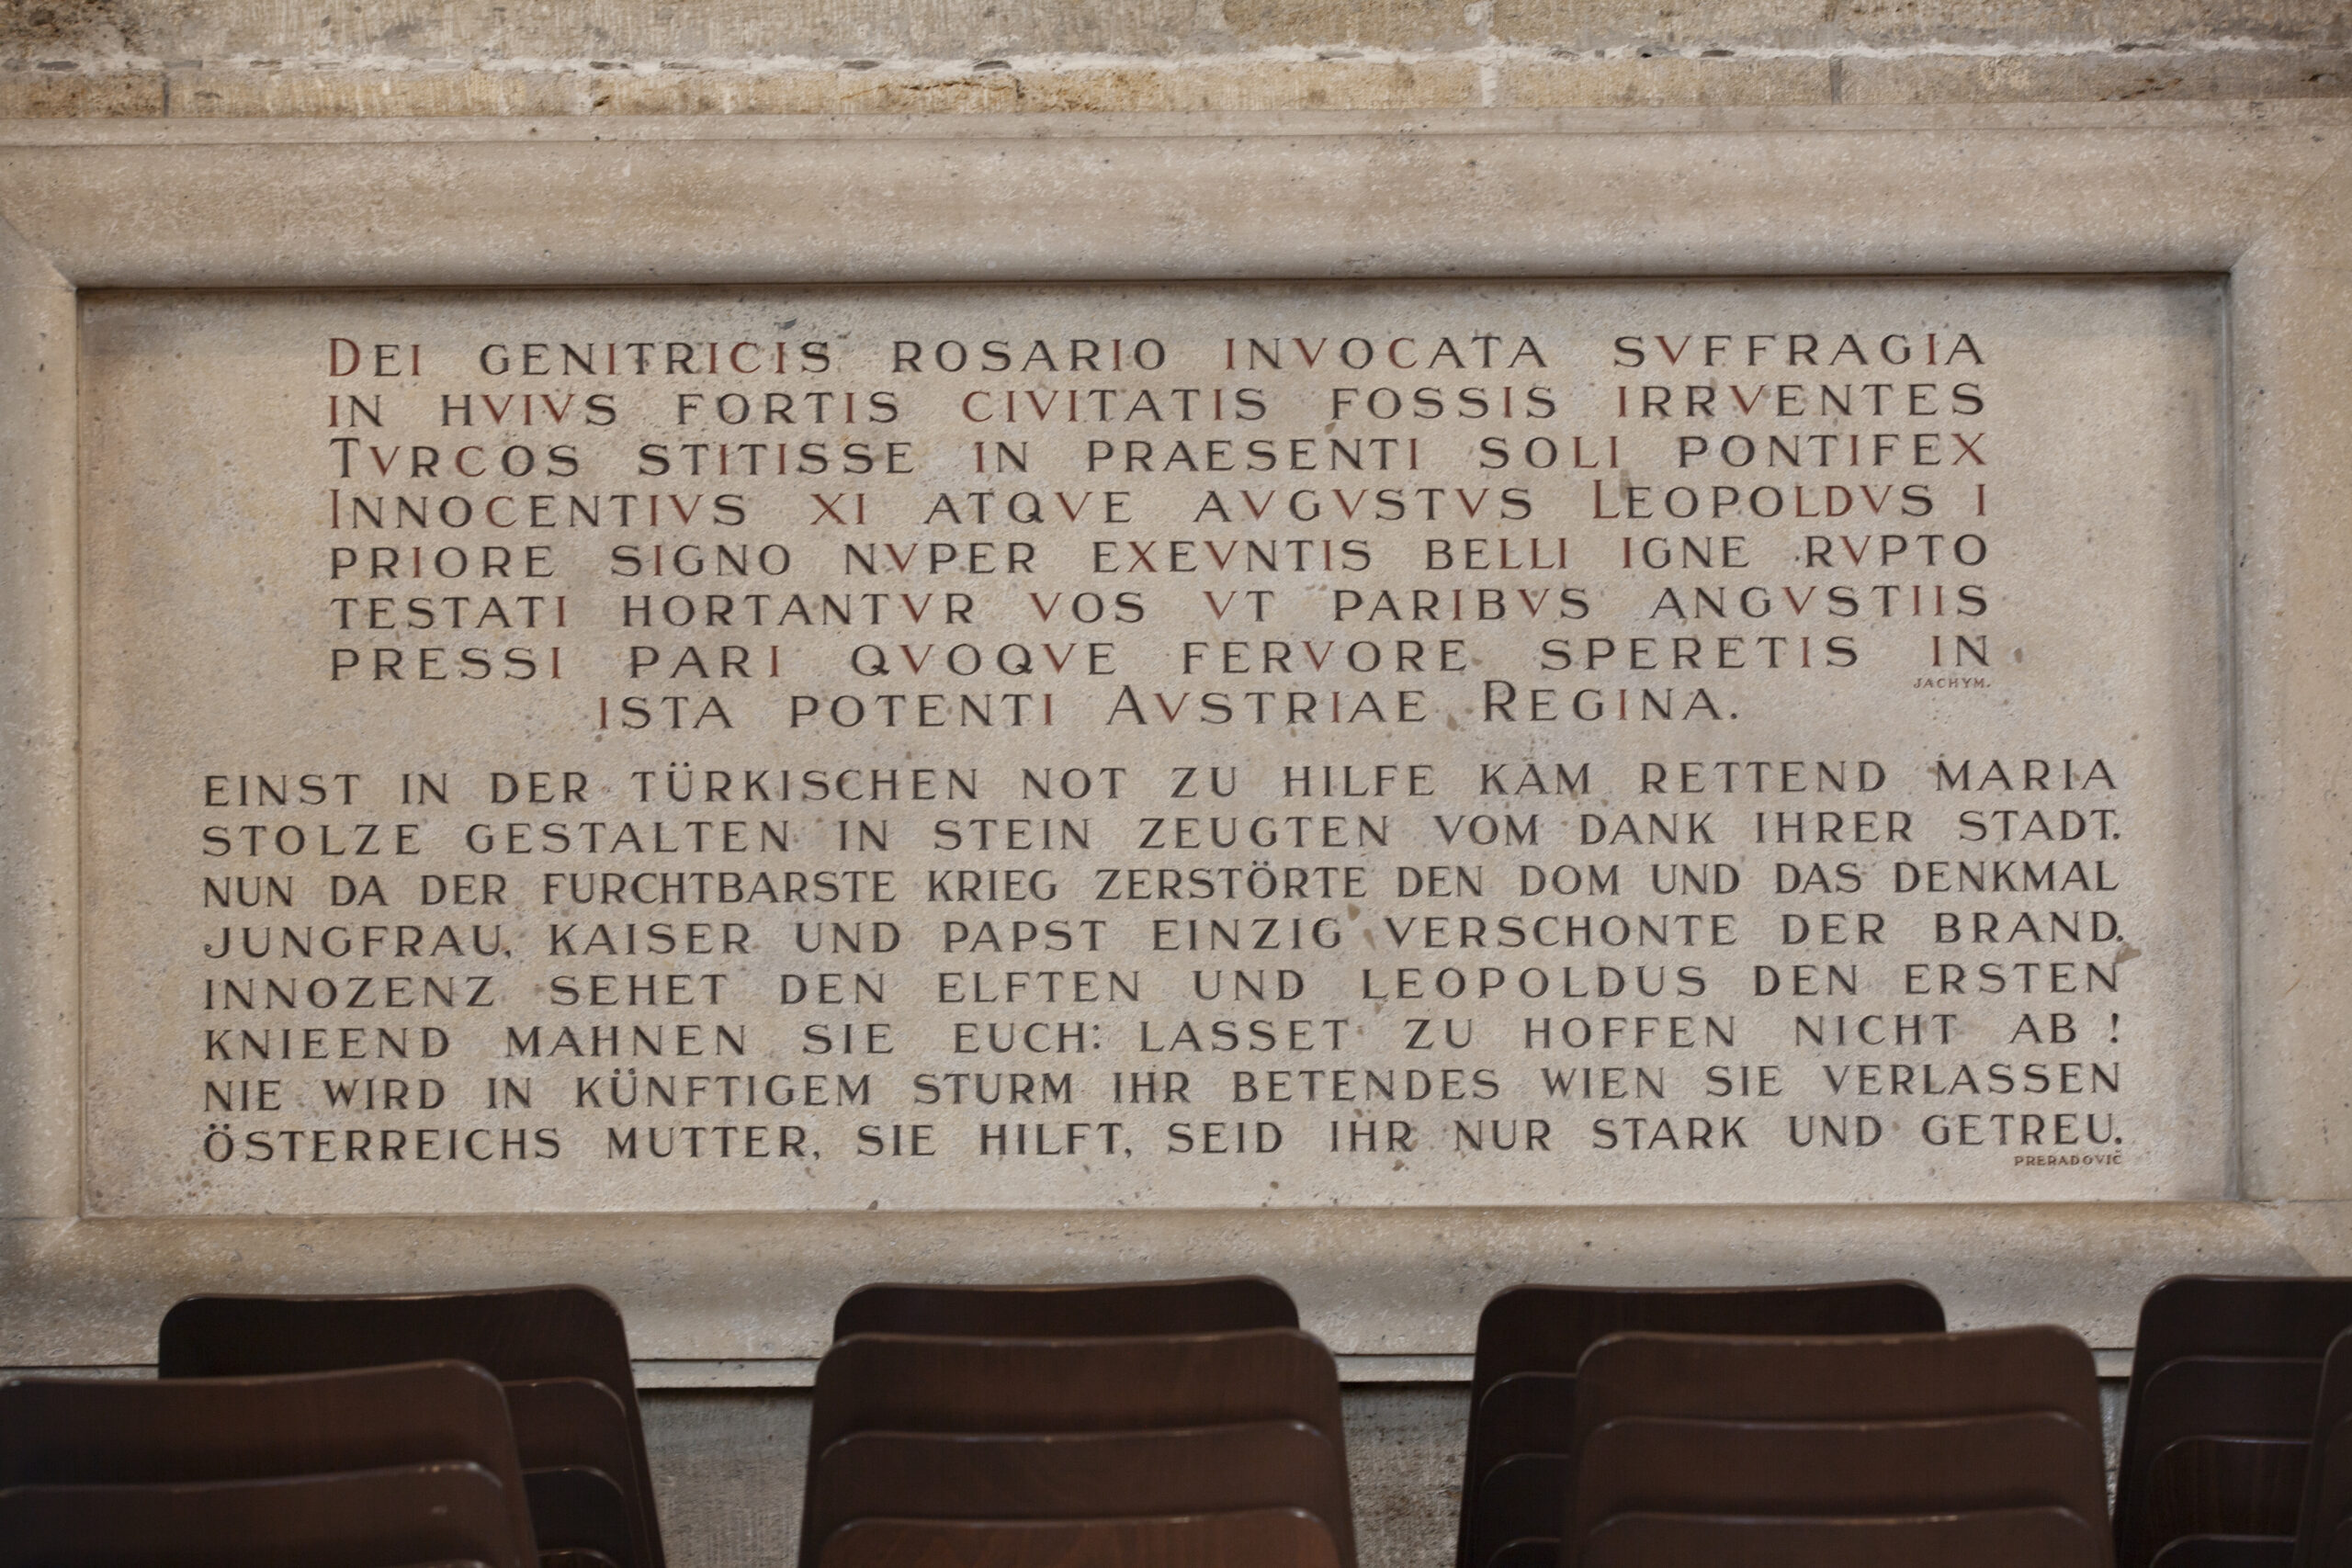 DEI GENITRICIS ROSARIO INVOCATA SVFFRAGIA
IN HVIVS FORTIS CIVITATIS FOSSIS IRRVENTES
TVRCOS STITISSE IN PRAESENTI SOLI PONTIFEX
INNOCENTIVS XI ATQVE AVGVSTVS LEOPOLDVS I
PRIORE SIGNO NVPER EXEVNTIS BELLI IGNE RVPTO
TESTATI HORTANTVR VOS VT PARIBVS ANGVSTIIS
PRESSI PARI QVOQVE FERVORE SPERETIS IN
JACHYM.
ISTA POTENTI AVSTRIAE REGINA.
EINST IN DER TÜRKISCHEN NOT ZU HILFE KAM RETTEND MARIA
STOLZE GESTALTEN IN STEIN ZEUGTEN VOM DANK IHRER STADT.
NUN DA DER FURCHTBARSTE KRIEG ZERSTÖRTE DEN DOM UND DAS DENKMAL
JUNGFRAU, KAISER UND PAPST EINZIG VERSCHONTE DER BRAND.
INNOZENZ SEHET DEN ELFTEN UND LEOPOLDUS DEN ERSTEN
KNIEEND MAHNEN SIE EUCH: LASSET ZU HOFFEN NICHT AB !
NIE WIRD IN KÜNFTIGEM STURM IHR BETENDES WIEN SIE VERLASSEN
ÖSTERREICHS MUTTER, SIE HILFT, SEID IHR NUR STARK UND GETREU.
PRERADOVIČ